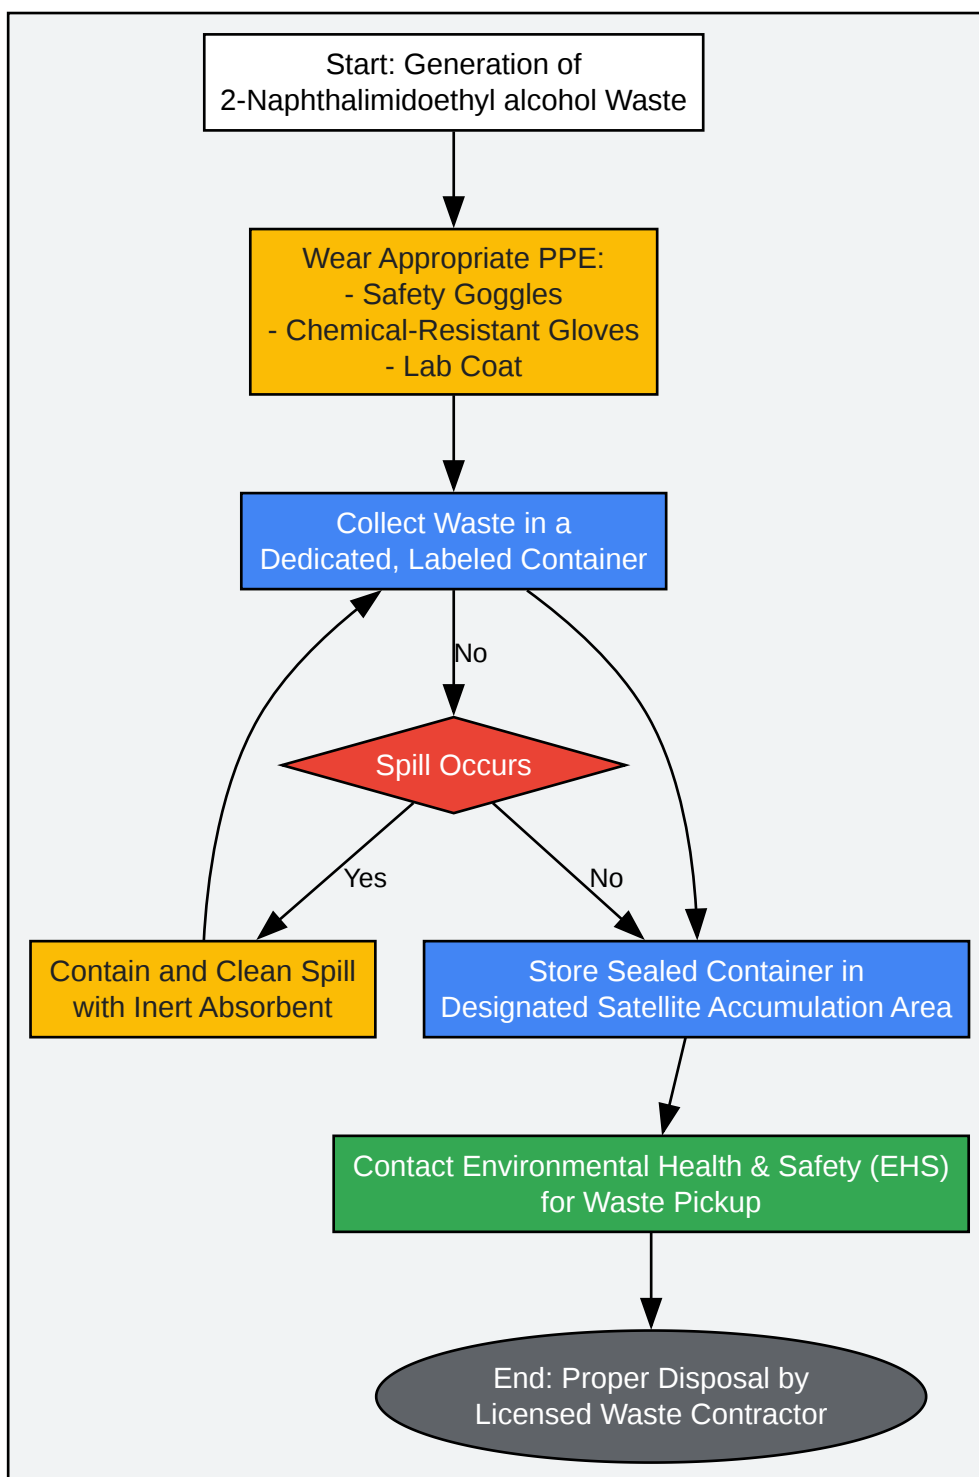 Start: Generation of
2-Naphthalimidoethyl alcohol Waste
Wear Appropriate PPE:
- Safety Goggles
- Chemical-Resistant Gloves
- Lab Coat
Collect Waste in a
Dedicated, Labeled Container
No
Spill Occurs
Yes
No
Contain and Clean Spill
with Inert Absorbent
Store Sealed Container in
Designated Satellite Accumulation Area
Contact Environmental Health & Safety (EHS)
for Waste Pickup
End: Proper Disposal by
Licensed Waste Contractor